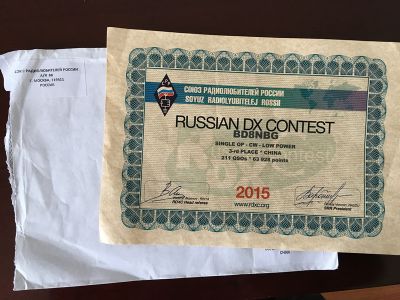 СОЮЗ РАДИОЛЮБИТЕЛЕЙ РОССИИ
Г. МОСКВА, 119311
РОССИЯ
СОЮЗ РАДИОЛЮБИТЕЛЕЙ РОССИИ
SOYUZ RADIOLYUBITELEJ ROSSII
RUSSIAN DX CONTEST
BD8NBG
SINGLE OP - CW - LOW POWER
3-rd PLACE * CHINA
211 QSOs * 63 928 points
2015
www.rdxc.org
RDXC Head referee
SRR President
CHINA